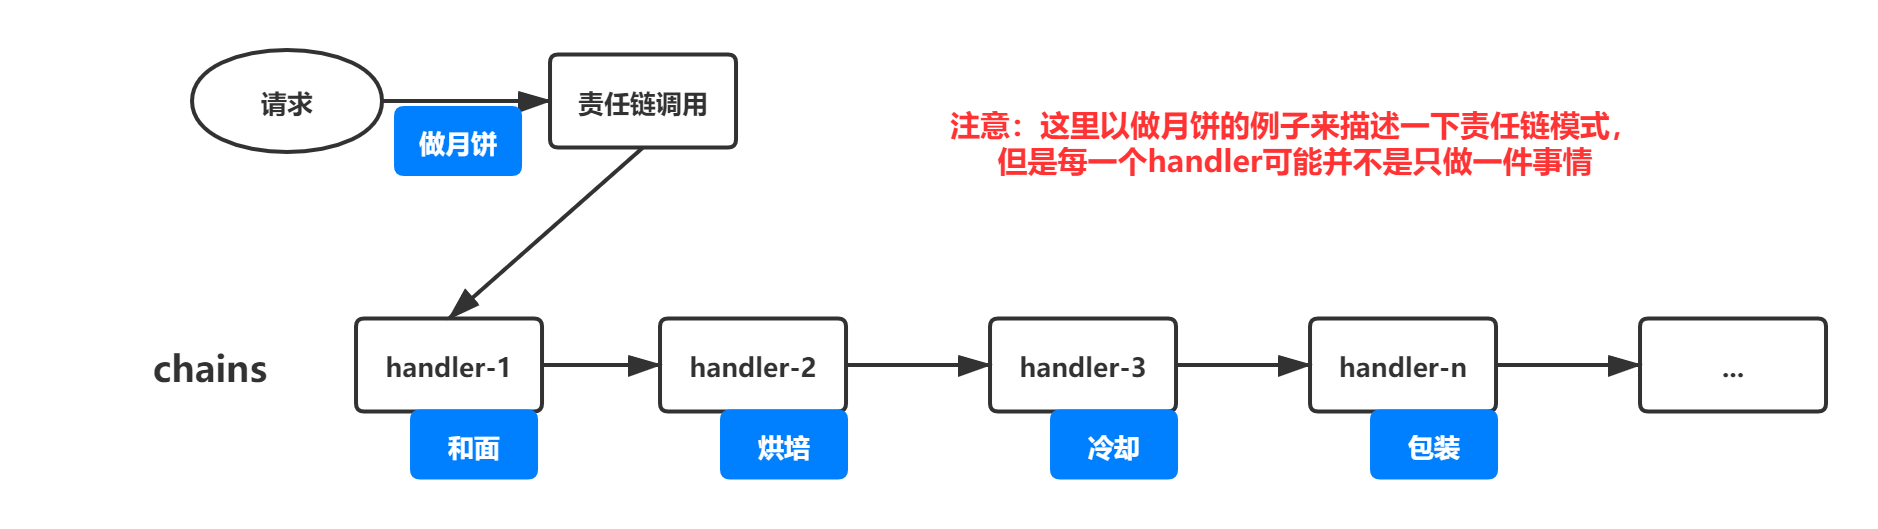 请求
做月饼
责任链调用
注意：这里以做月饼的例子来描述一下责任链模式，
但是每一个handler可能并不是只做一件事情
chains
handler-1
handler-2
handler-3
handler-n
...
和面
烘培
冷却
包装